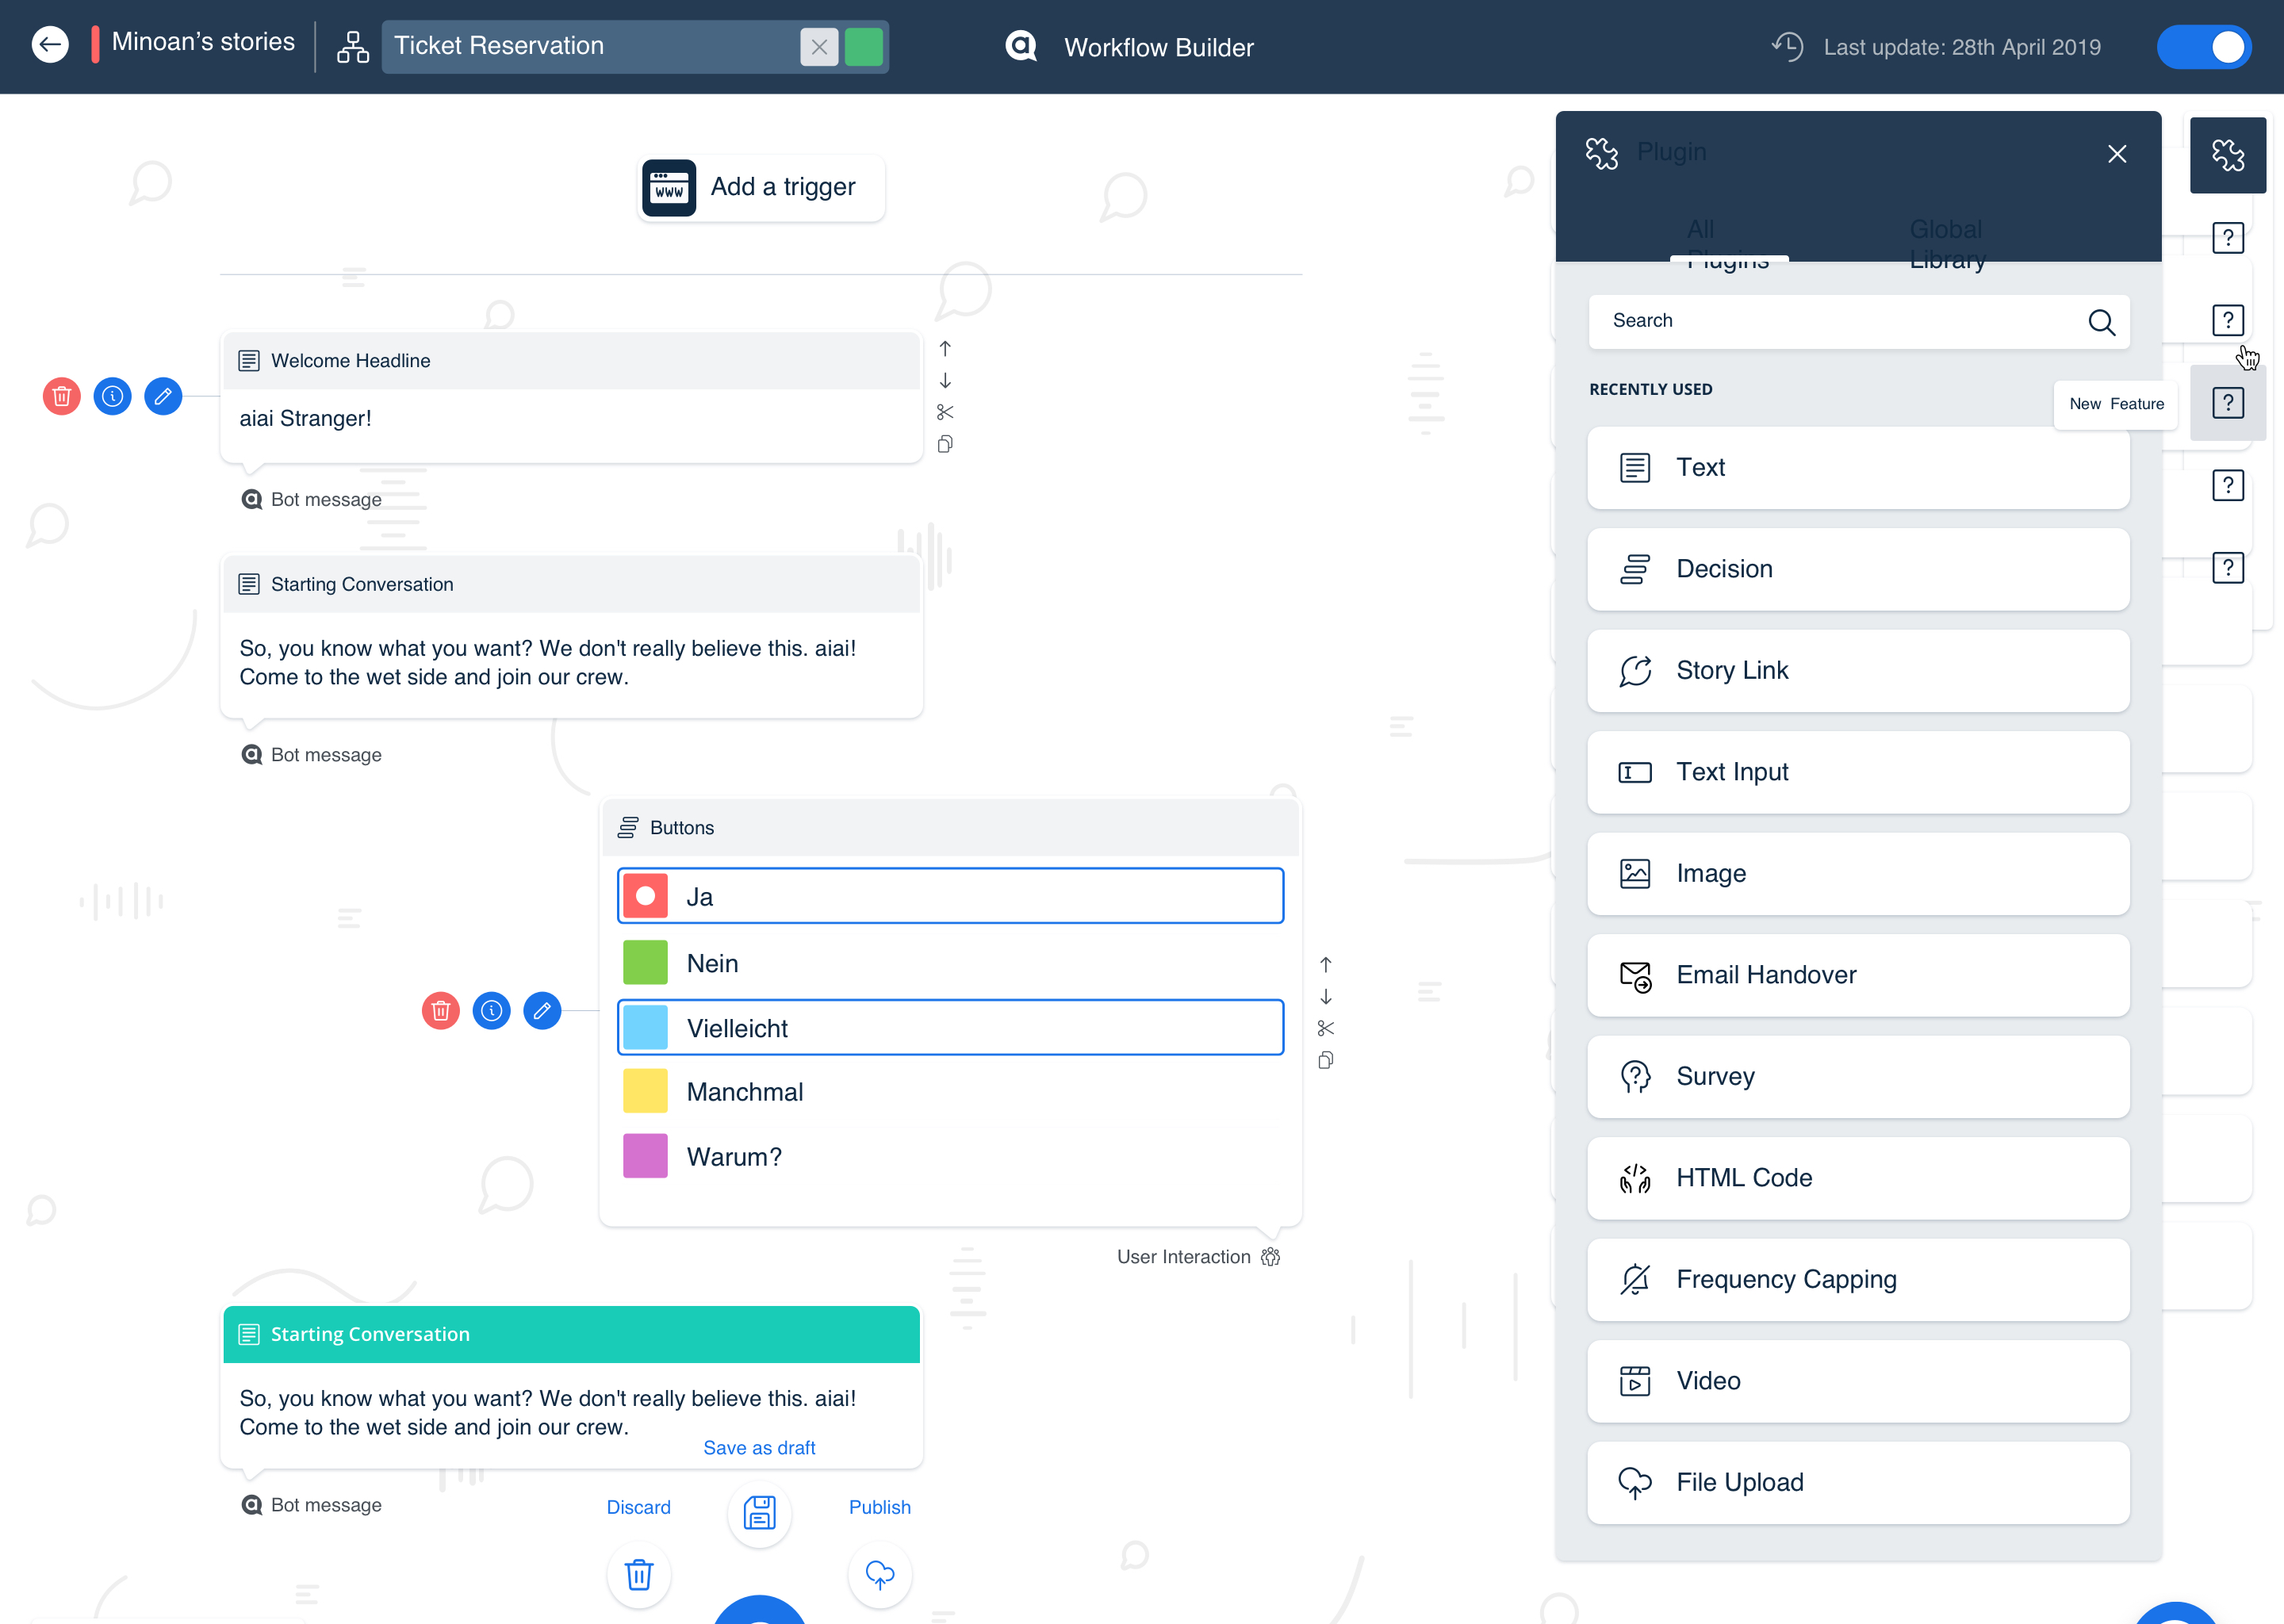 Minoan’s stories
Ticket Reservation
Workflow Builder
Last update: 28th April 2019
Add a trigger
WWW
Welcome Headline
aiai Stranger!
Bot message
Starting Conversation
So, you know what you want? We don't really believe this. aiai!
Come to the wet side and join our crew.
Bot message
Buttons
Ja
Nein
Vielleicht
Manchmal
Warum?
User Interaction
Starting Conversation
So, you know what you want? We don't really believe this. aiai!
Come to the wet side and join our crew.
Save as draft
Bot message
Discard
Publish
Plugin
All
Plugins
Global
Library
Search
RECENTLY USED
New Feature
Text
Decision
Story Link
Text Input
Image
Email Handover
Survey
HTML Code
Frequency Capping
Video
File Upload